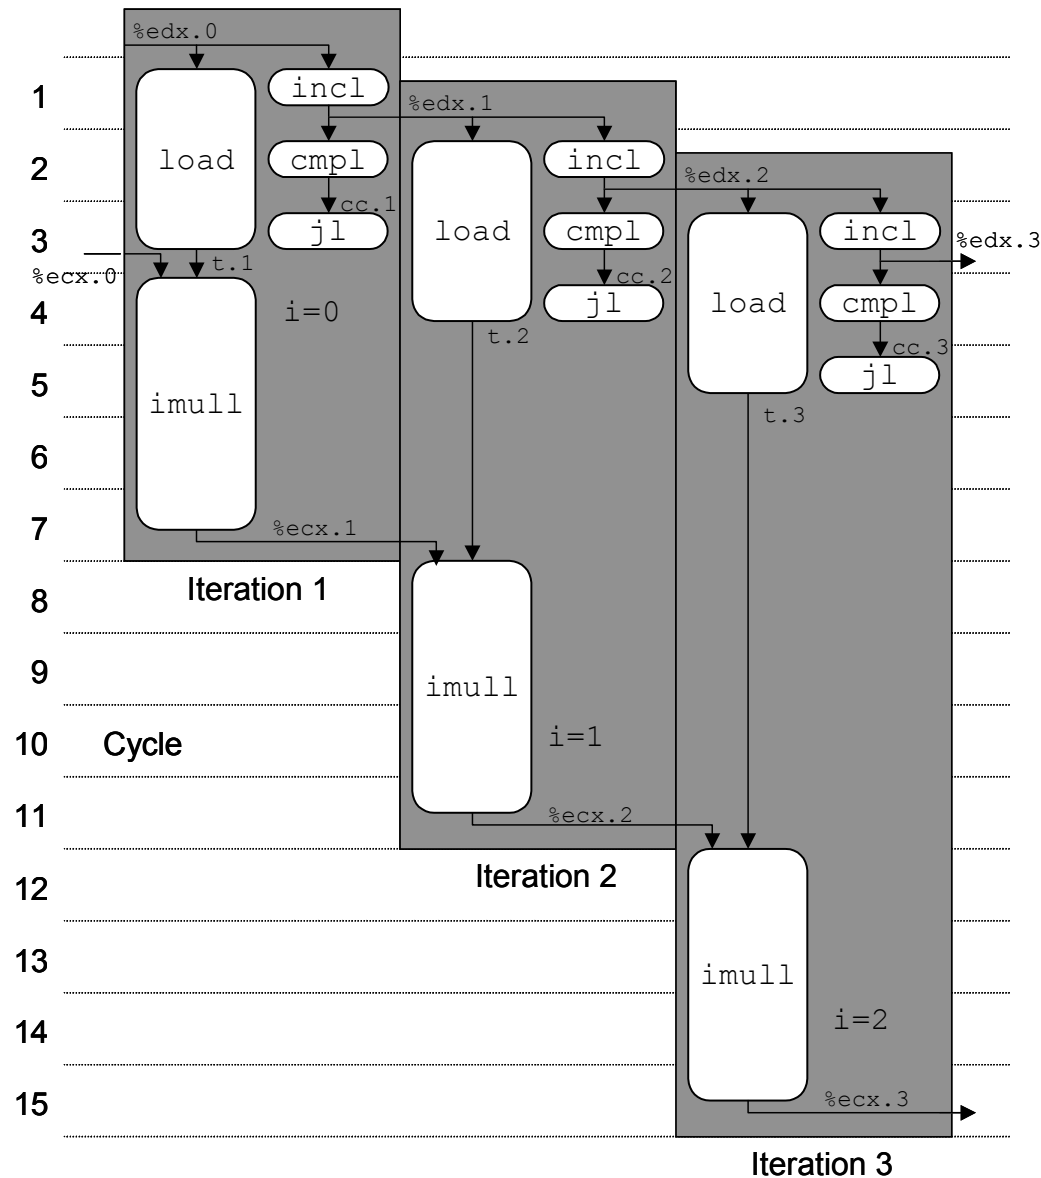 %edx.0
1 incl %edx.1
2 load cmpl incl %edx.2
cc.1
3 jl load cmpl incl %edx.3
%ecx.0 t.1 cc.2
4 i=0 jl load cmpl
t.2 cc.3
5 imull jl
t.3
6
7 %ecx.1
Iteration 1
8
9 imull
10 Cycle i=1
11 %ecx.2
Iteration 2
12
13 imull
14 i=2
15 %ecx.3
Iteration 3